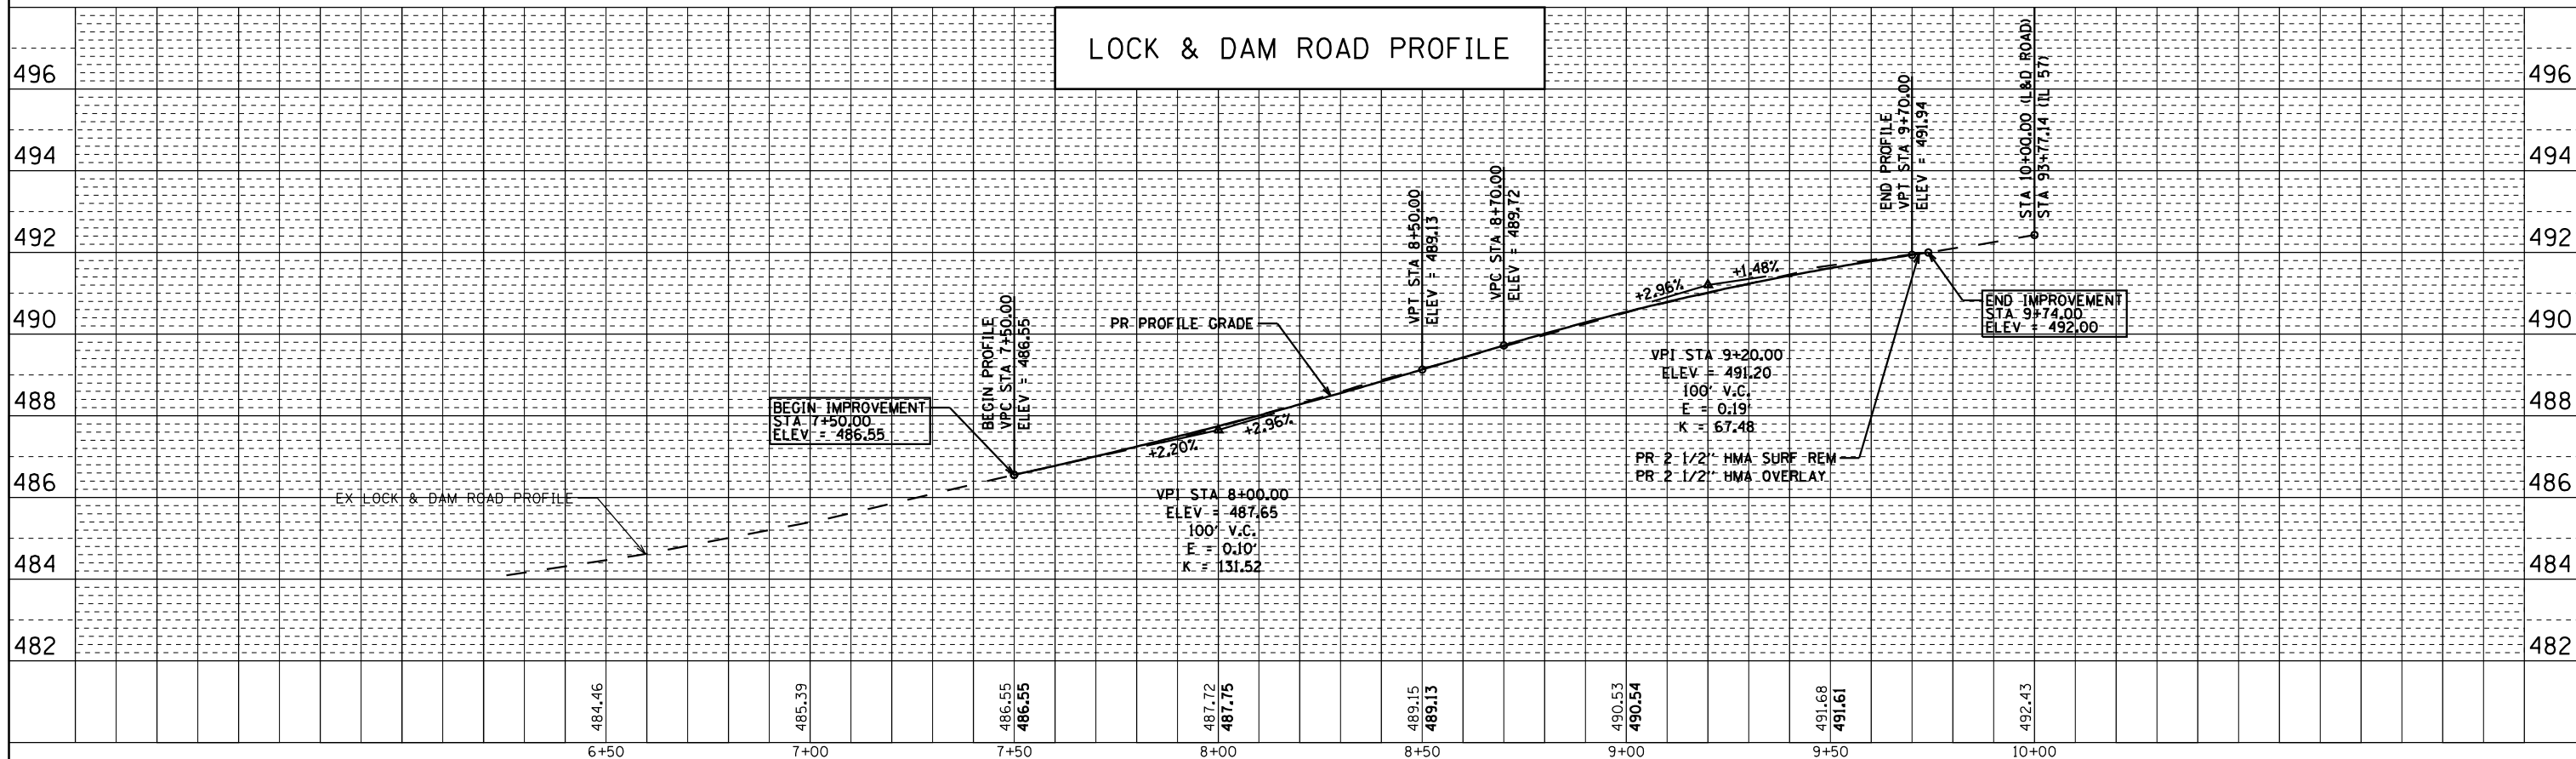 LOCK & DAM ROAD PROFILE
496
494
492
490
488
486
484
482
496
494
492
490
488
486
484
482
EX LOCK & DAM ROAD PROFILE
BEGIN IMPROVEMENT
STA 7+50.00
ELEV = 486.55
BEGIN PROFILE
VPC STA 7+50.00
ELEV = 486.55
PR PROFILE GRADE
+2.20%
+2.96%
VPI STA 8+00.00
ELEV = 487.65
100' V.C.
E = 0.10'
K = 131.52
VPT STA 8+50.00
ELEV = 489.13
VPC STA 8+70.00
ELEV = 489.72
+2.96%
+1.48%
VPI STA 9+20.00
ELEV = 491.20
100' V.C.
E = 0.19'
K = 67.48
PR 2 1/2" HMA SURF REM
PR 2 1/2" HMA OVERLAY
END PROFILE
VPT STA 9+70.00
ELEV = 491.94
END IMPROVEMENT
STA 9+74.00
ELEV = 492.00
STA 10+00.00 (L&D ROAD)
STA 93+77.14 (IL 57)
484.46
485.39
486.55
486.55
487.72
487.75
489.15
489.13
490.53
490.54
491.68
491.61
492.43
6+50
7+00
7+50
8+00
8+50
9+00
9+50
10+00